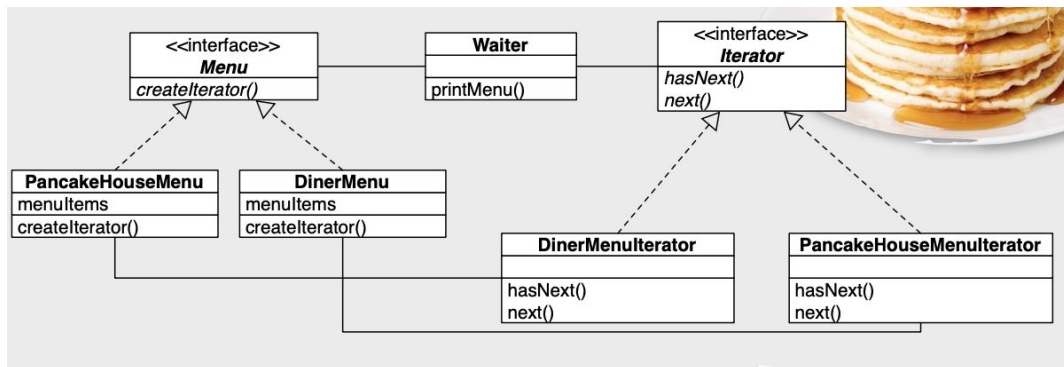 <<interface>>
Menu
createIterator()
Waiter
printMenu()
<<interface>>
Iterator
hasNext()
next()
PancakeHouseMenu
menuItems
createIterator()
DinerMenu
menuItems
createIterator()
DinerMenuIterator
hasNext()
next()
PancakeHouseMenuIterator
hasNext()
next()